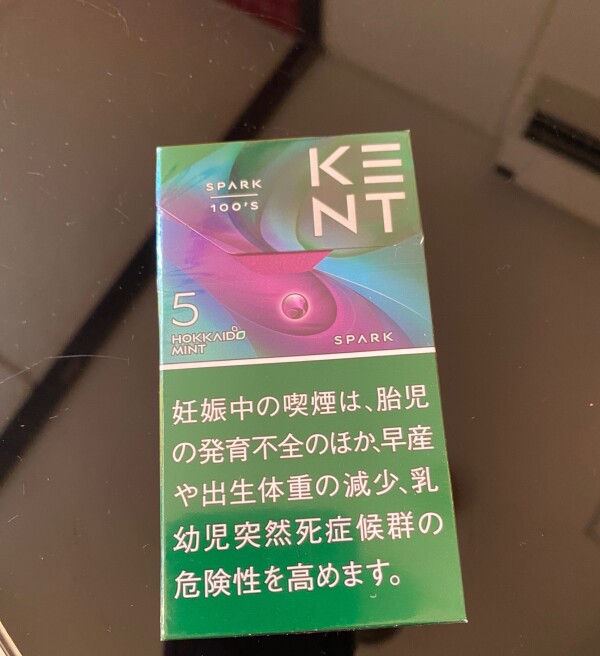 SPARK
100'S
KE
NT
5
HOKKAIDO
MINT
SPARK
妊娠中の喫煙は、胎児
の発育不全のほか、早産
や出生体重の減少、乳
幼児突然死症候群の
危険性を高めます。